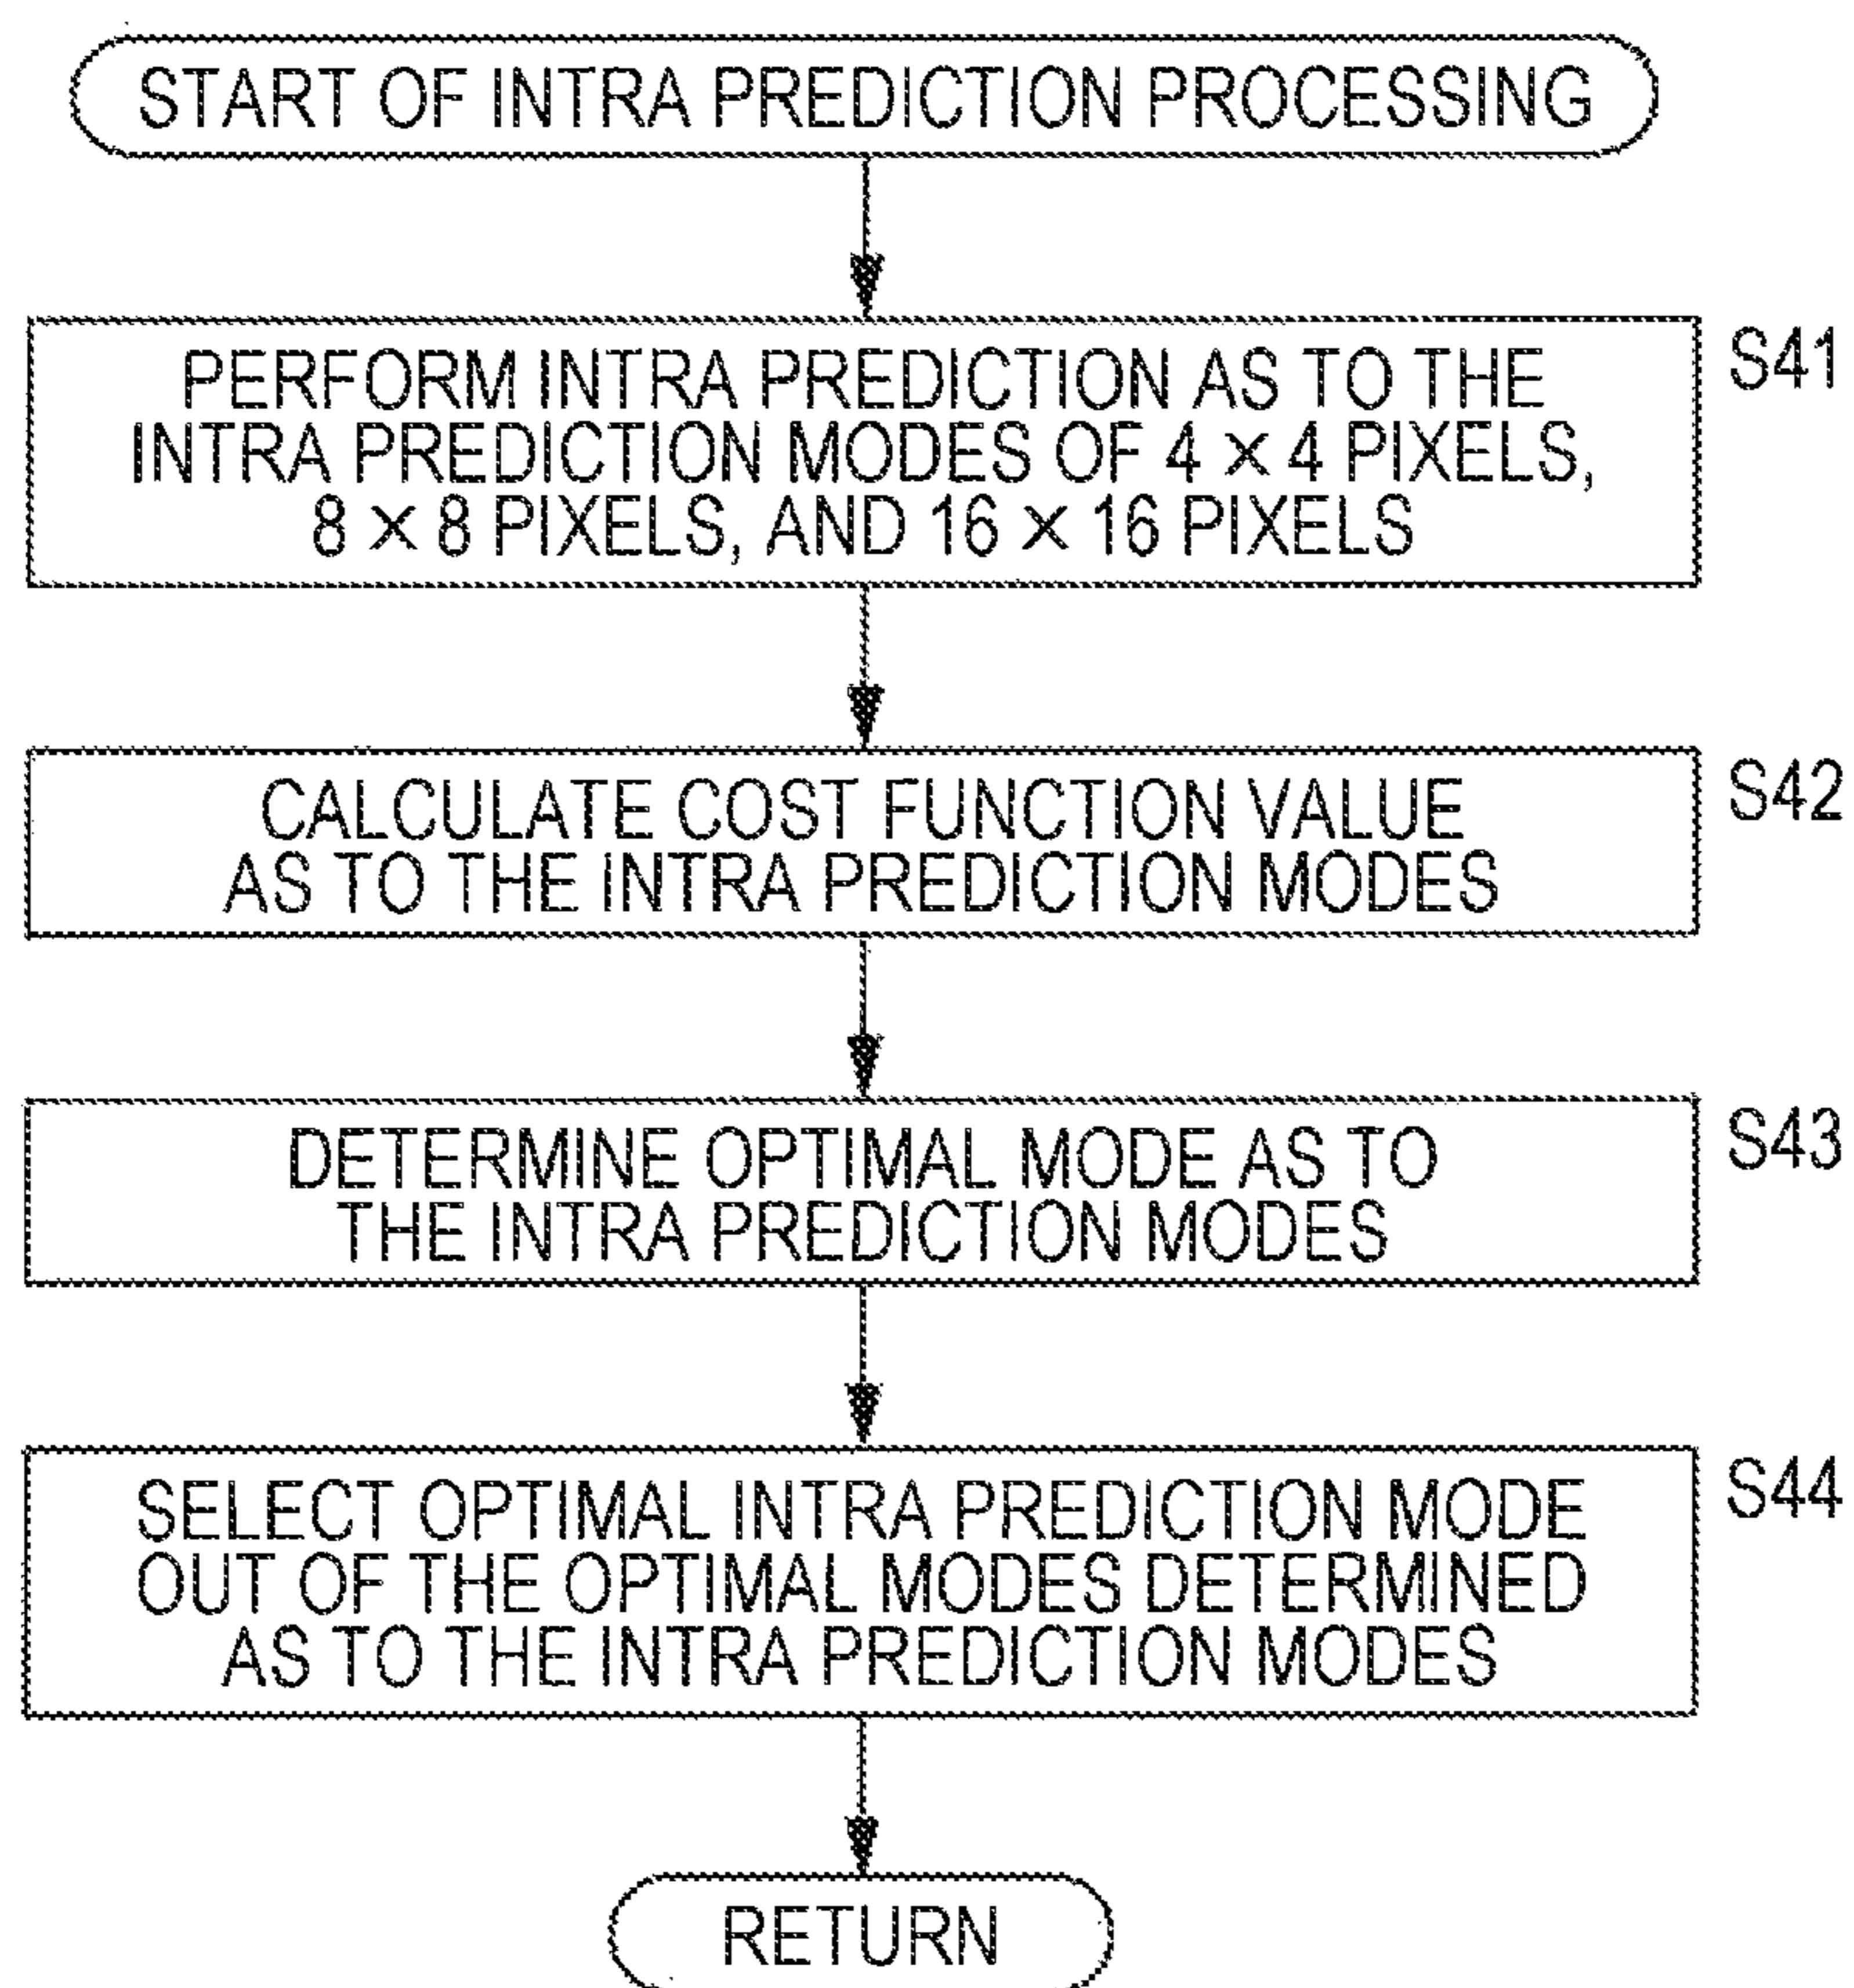 START OF INTRA PREDICTION PROCESSING
PERFORM INTRA PREDICTION AS TO THE
INTRA PREDICTION MODES OF 4 × 4 PIXELS,
8 × 8 PIXELS, AND 16 × 16 PIXELS
S41
CALCULATE COST FUNCTION VALUE
AS TO THE INTRA PREDICTION MODES
S42
DETERMINE OPTIMAL MODE AS TO
THE INTRA PREDICTION MODES
S43
SELECT OPTIMAL INTRA PREDICTION MODE
OUT OF THE OPTIMAL MODES DETERMINED
AS TO THE INTRA PREDICTION MODES
S44
RETURN